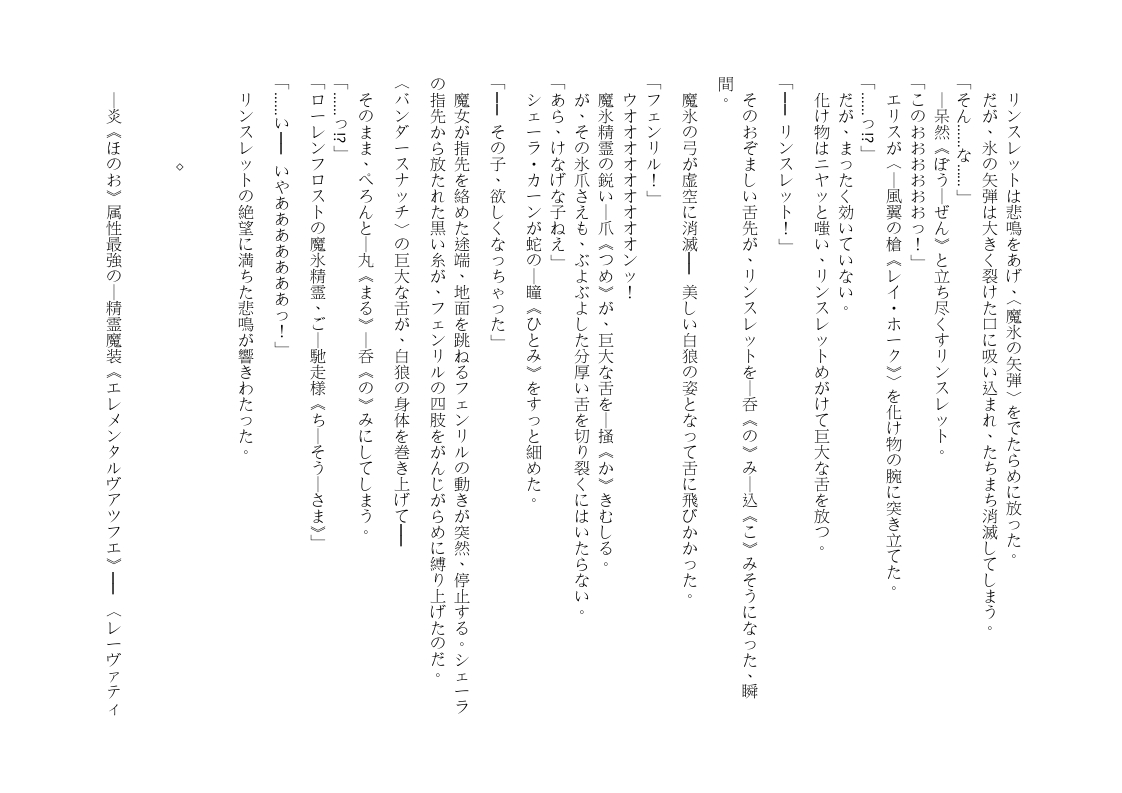 リンスレットは悲鳴をあげ、〈魔氷の矢弾〉をでたらめに放った。
だが、氷の矢弾は大きく裂けた口に吸い込まれ、たちまち消滅してしまう。
「そん……な……」
―呆然《ぼう―ぜん》と立ち尽くすリンスレット。
「このおおおおおおっ！」
エリスが〈―風翼の槍《レイ・ホーク》〉を化け物の腕に突き立てた。
「……っ!?」
だが、まったく効いていない。
化け物はニヤッと嗤い、リンスレットめがけて巨大な舌を放つ。
「━━ リンスレット！」
そのおぞましい舌先が、リンスレットを―呑《の》み―込《こ》みそうになった、瞬
間。
魔氷の弓が虚空に消滅━━ 美しい白狼の姿となって舌に飛びかかった。
「フェンリル！」
ウオオオオオオオオオオンッ！
魔氷精霊の鋭い―爪《つめ》が、巨大な舌を―掻《か》きむしる。
が、その氷爪さえも、ぶよぶよした分厚い舌を切り裂くにはいたらない。
「あら、けなげな子ねえ」
シェーラ・カーンが蛇の―瞳《ひとみ》をすっと細めた。
「━━ その子、欲しくなっちゃった」
魔女が指先を絡めた途端、地面を跳ねるフェンリルの動きが突然、停止する。シェーラ
の指先から放たれた黒い糸が、フェンリルの四肢をがんじがらめに縛り上げたのだ。
〈バンダースナッチ〉の巨大な舌が、白狼の身体を巻き上げて━━
そのまま、ぺろんと―丸《まる》―呑《の》みにしてしまう。
「……っ!?」
「ローレンフロストの魔氷精霊、ご―馳走様《ち―そう―さま》」
「……い━━ いやあああああああっ！」
リンスレットの絶望に満ちた悲鳴が響きわたった。
◇
―炎《ほのお》属性最強の―精霊魔装《エレメンタルヴァツフエ》━━ 〈レーヴァティ